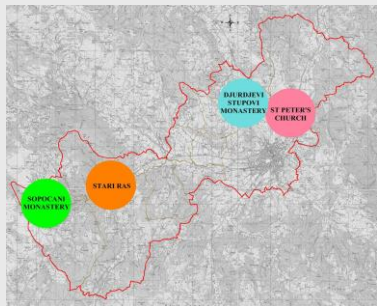 DJURDJEVI
STUPOVI
MONASTERY
ST PETER'S
CHURCH
STARI RAS
SOPOCANI
MONASTERY